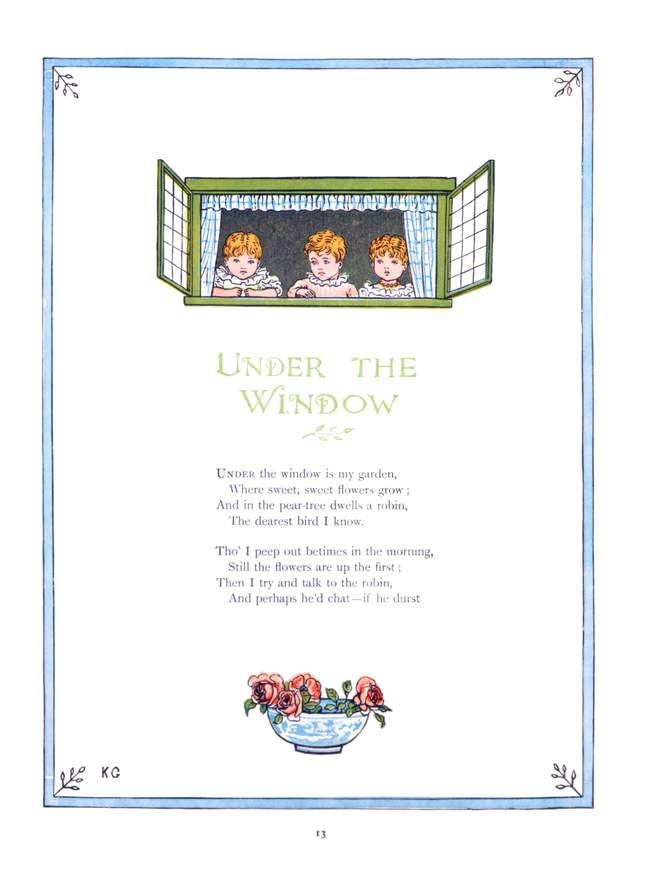 UNDER THE
WINDOW
UNDER the window is my garden,
Where sweet, sweet flowers grow;
And in the pear-tree dwells a robin,
The dearest bird I know.
Tho' I peep out betimes in the morning,
Still the flowers are up the first;
Then I try and talk to the robin,
And perhaps he'd chat—if he durst
KG
13